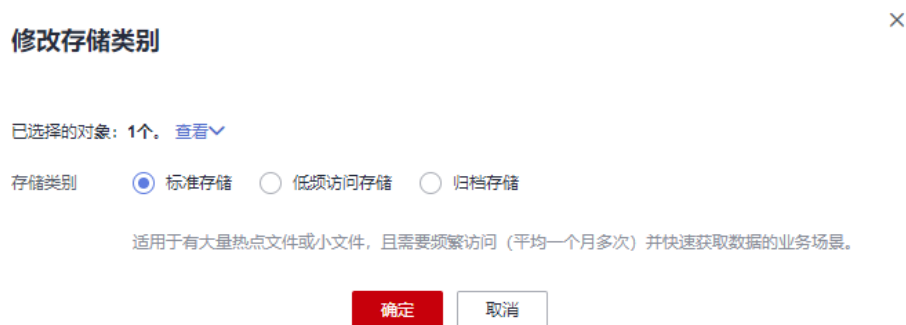 修改存储类别
已选择的对象：1个。 查看
存储类别 标准存储 低频访问存储 归档存储
适用于有大量热点文件或小文件，且需要频繁访问（平均一个月多次）并快速获取数据的业务场景。
确定 取消